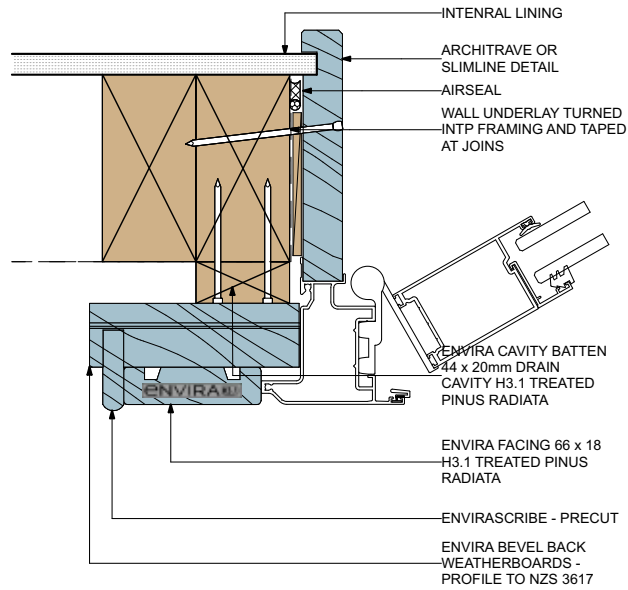 INTENRAL LINING
ARCHITRAVE OR
SLIMLINE DETAIL
AIRSEAL
WALL UNDERLAY TURNED
INTP FRAMING AND TAPED
AT JOINS
ENVIRA CAVITY BATTEN
44 x 20mm DRAIN
CAVITY H3.1 TREATED
PINUS RADIATA
ENVIRA
ENVIRA FACING 66 x 18
H3.1 TREATED PINUS
RADIATA
ENVIRASCRIBE - PRECUT
ENVIRA BEVEL BACK
WEATHERBOARDS -
PROFILE TO NZS 3617